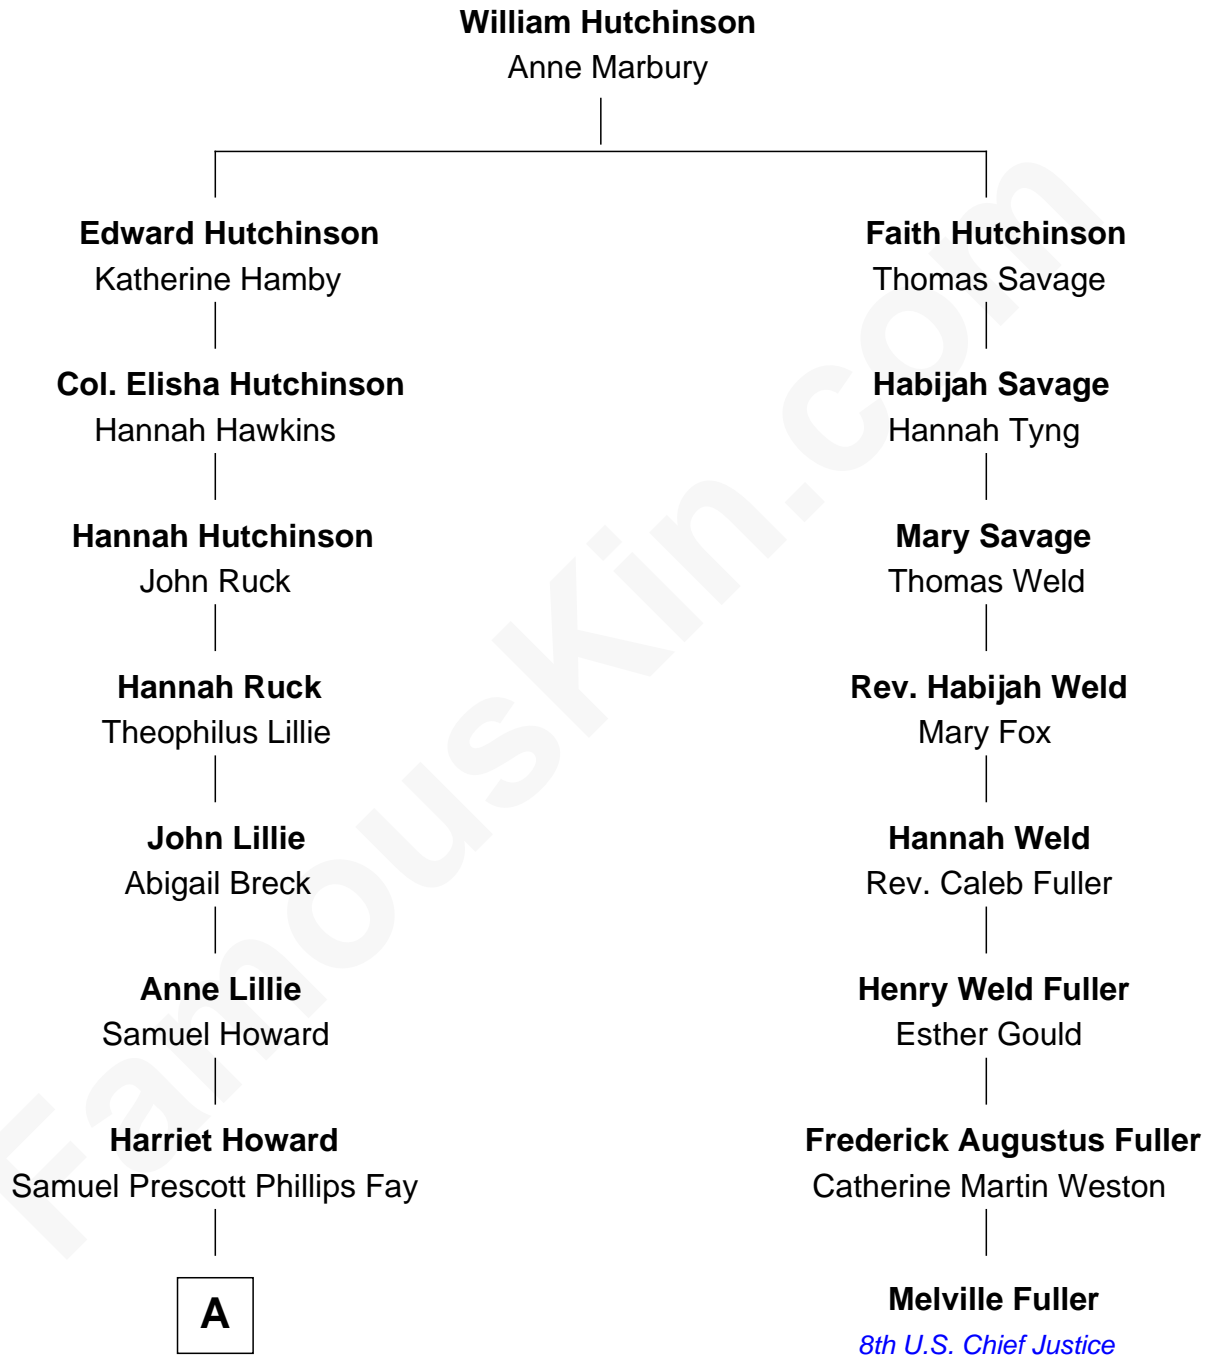 William Hutchinson
Anne Marbury
Edward Hutchinson
Katherine Hamby
Col. Elisha Hutchinson
Hannah Hawkins
Hannah Hutchinson
John Ruck
Hannah Ruck
Theophilus Lillie
John Lillie
Abigail Breck
Anne Lillie
Samuel Howard
Harriet Howard
Samuel Prescott Phillips Fay
A
Faith Hutchinson
Thomas Savage
Habijah Savage
Hannah Tyng
Mary Savage
Thomas Weld
Rev. Habijah Weld
Mary Fox
Hannah Weld
Rev. Caleb Fuller
Henry Weld Fuller
Esther Gould
Frederick Augustus Fuller
Catherine Martin Weston
Melville Fuller
8th U.S. Chief Justice
FamousKin.com